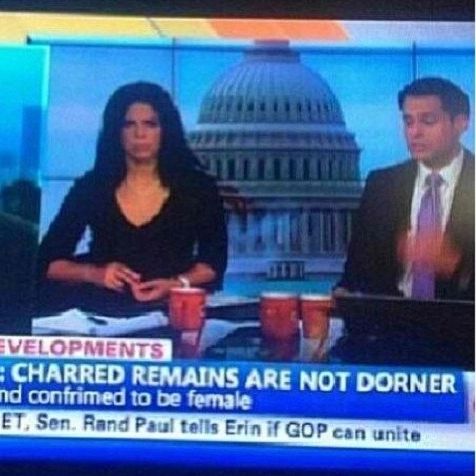 EVELOPMENTS
: CHARRED REMAINS ARE NOT DORNER
nd confrimed to be female
ET, Sen. Rand Paul tells Erin if GOP can unite